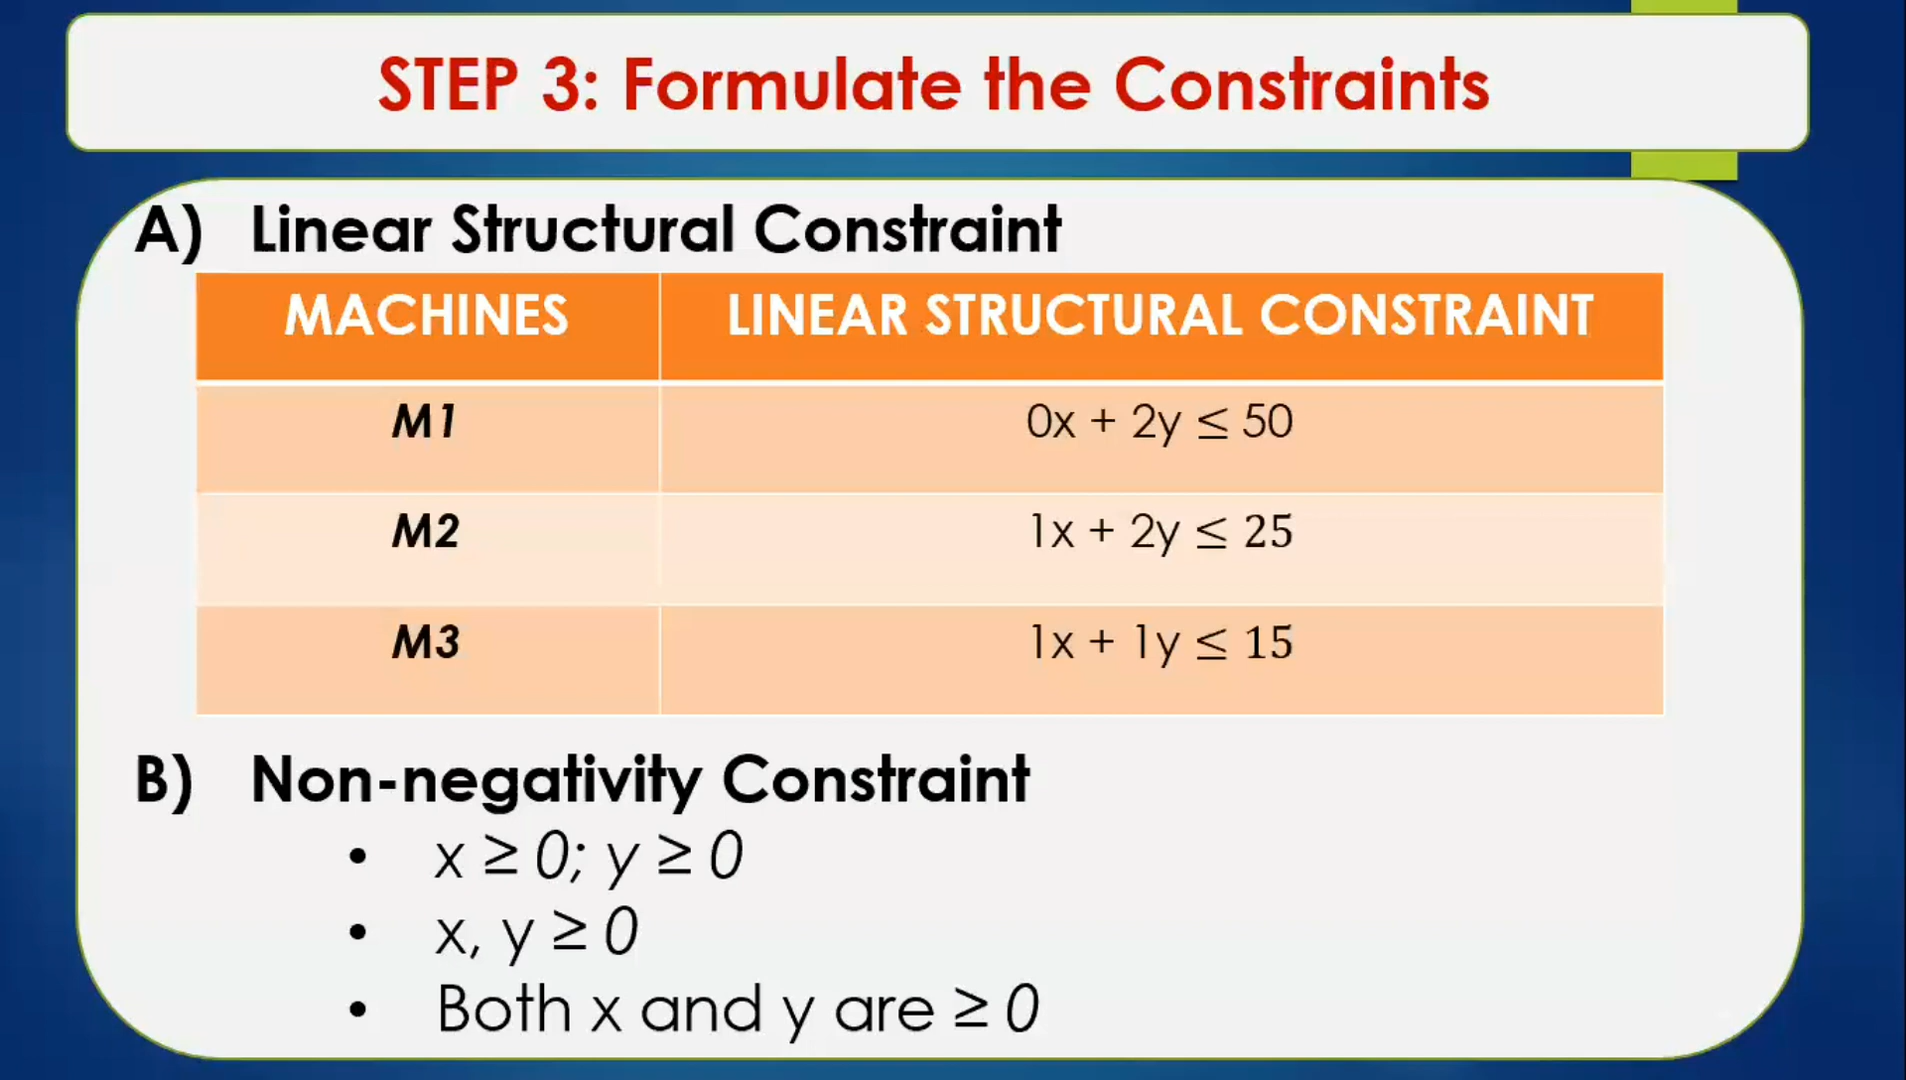 STEP 3: Formulate the Constraints
A) Linear Structural Constraint
MACHINES LINEAR STRUCTURAL CONSTRAINT
M1 0x + 2y ≤ 50
M2 1x + 2y ≤ 25
M3 1x + 1y ≤ 15
B) Non-negativity Constraint
• x ≥ 0; y ≥ 0
• x, y ≥ 0
• Both x and y are ≥ 0